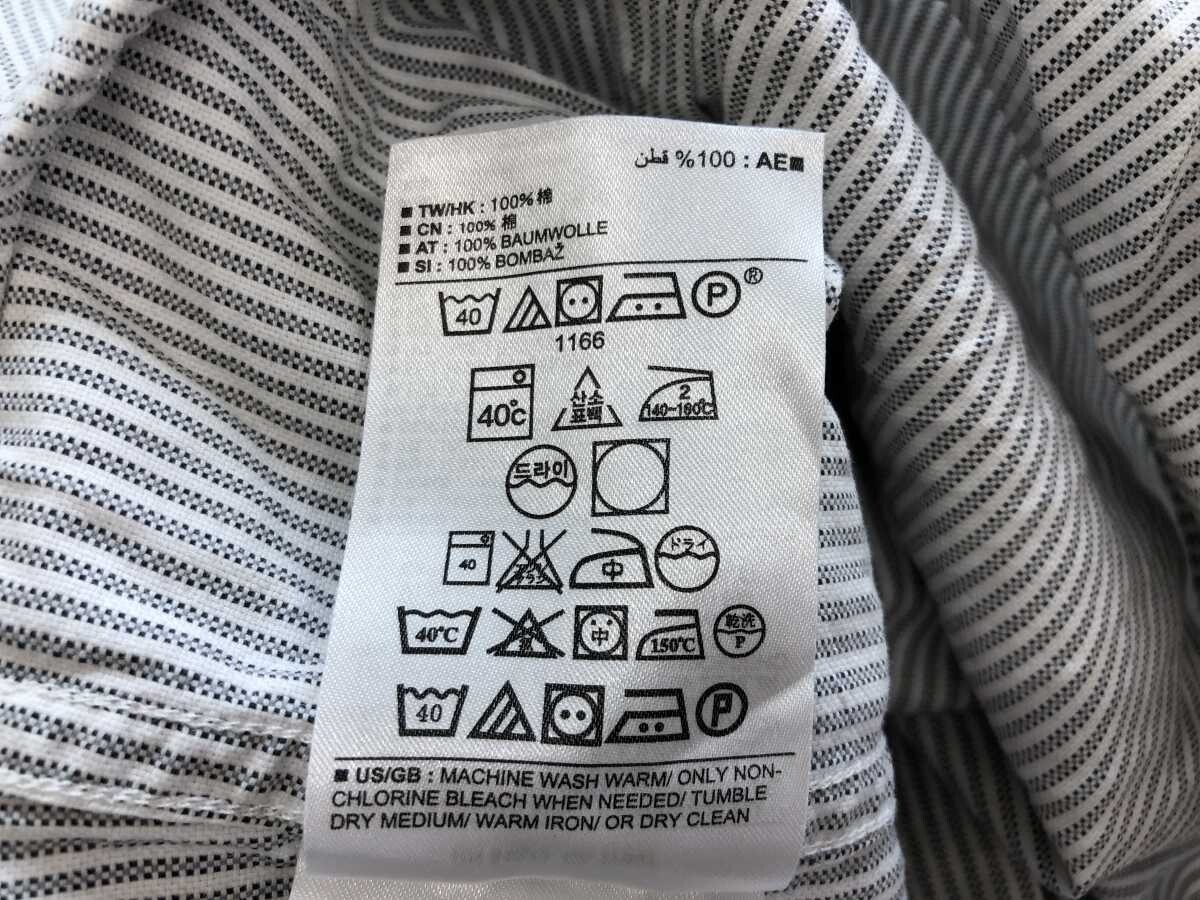 قطن %100 : AE■
■ TW/HK : 100% 棉
■ CN : 100% 棉
■ AT : 100% BAUMWOLLE
■ SI : 100% BOMBAŽ
40 P ®
1166
40℃ 산소 표백 2 140~160℃
드라이
40 中 ドライ
40℃ 中 150℃ 乾洗 P
40 P
■ US/GB : MACHINE WASH WARM/ ONLY NON-
CHLORINE BLEACH WHEN NEEDED/ TUMBLE
DRY MEDIUM/ WARM IRON/ OR DRY CLEAN